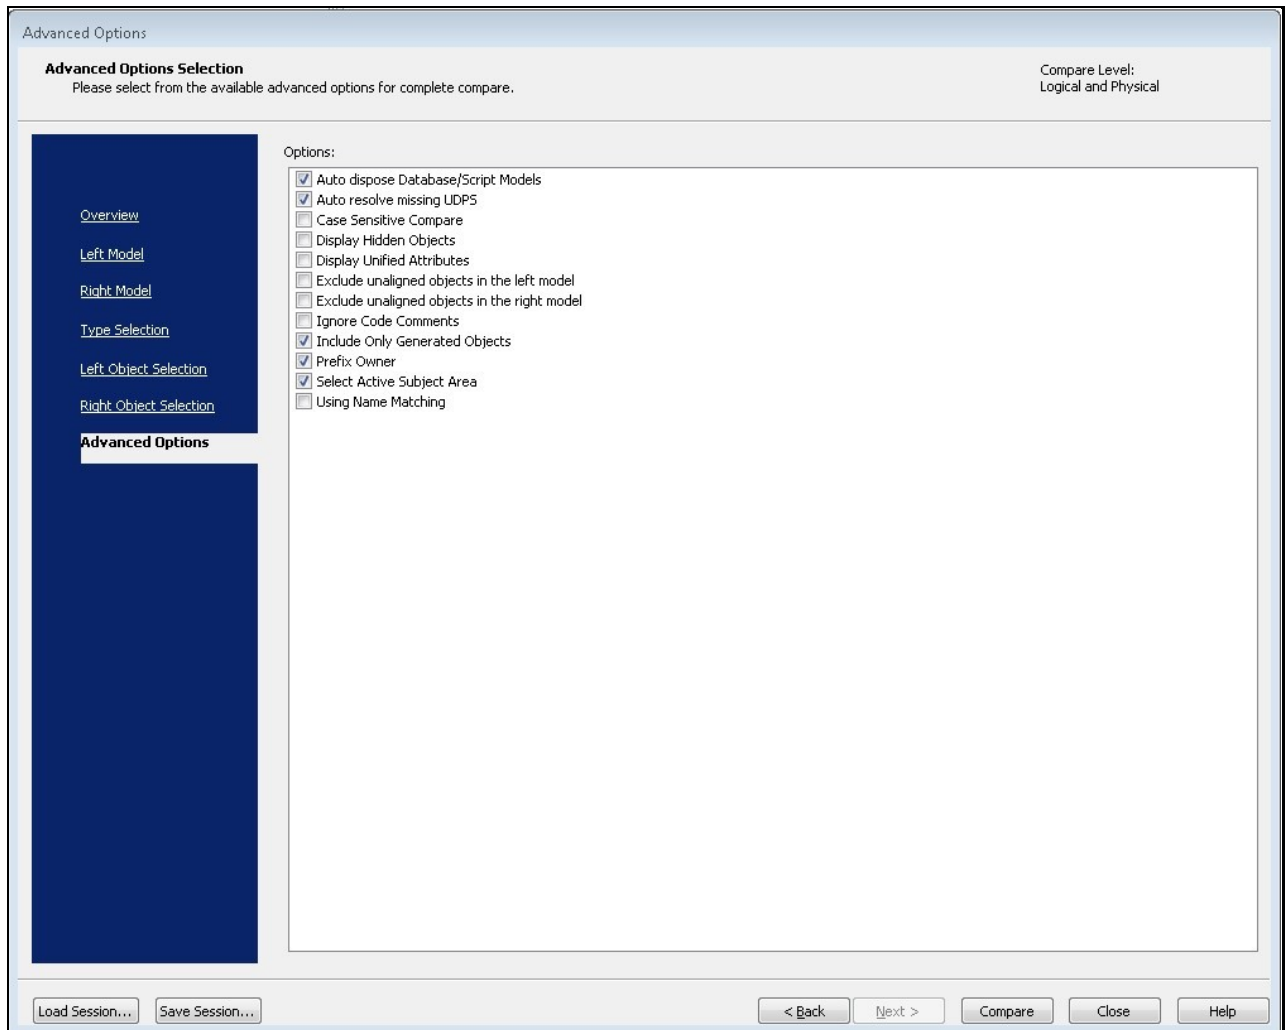 Advanced Options
Advanced Options Selection
Please select from the available advanced options for complete compare.
Compare Level:
Logical and Physical
Overview
Left Model
Right Model
Type Selection
Left Object Selection
Right Object Selection
Advanced Options
Options:
Auto dispose Database/Script Models
Auto resolve missing UDPS
Case Sensitive Compare
Display Hidden Objects
Display Unified Attributes
Exclude unaligned objects in the left model
Exclude unaligned objects in the right model
Ignore Code Comments
Include Only Generated Objects
Prefix Owner
Select Active Subject Area
Using Name Matching
Load Session...
Save Session...
< Back
Next >
Compare
Close
Help